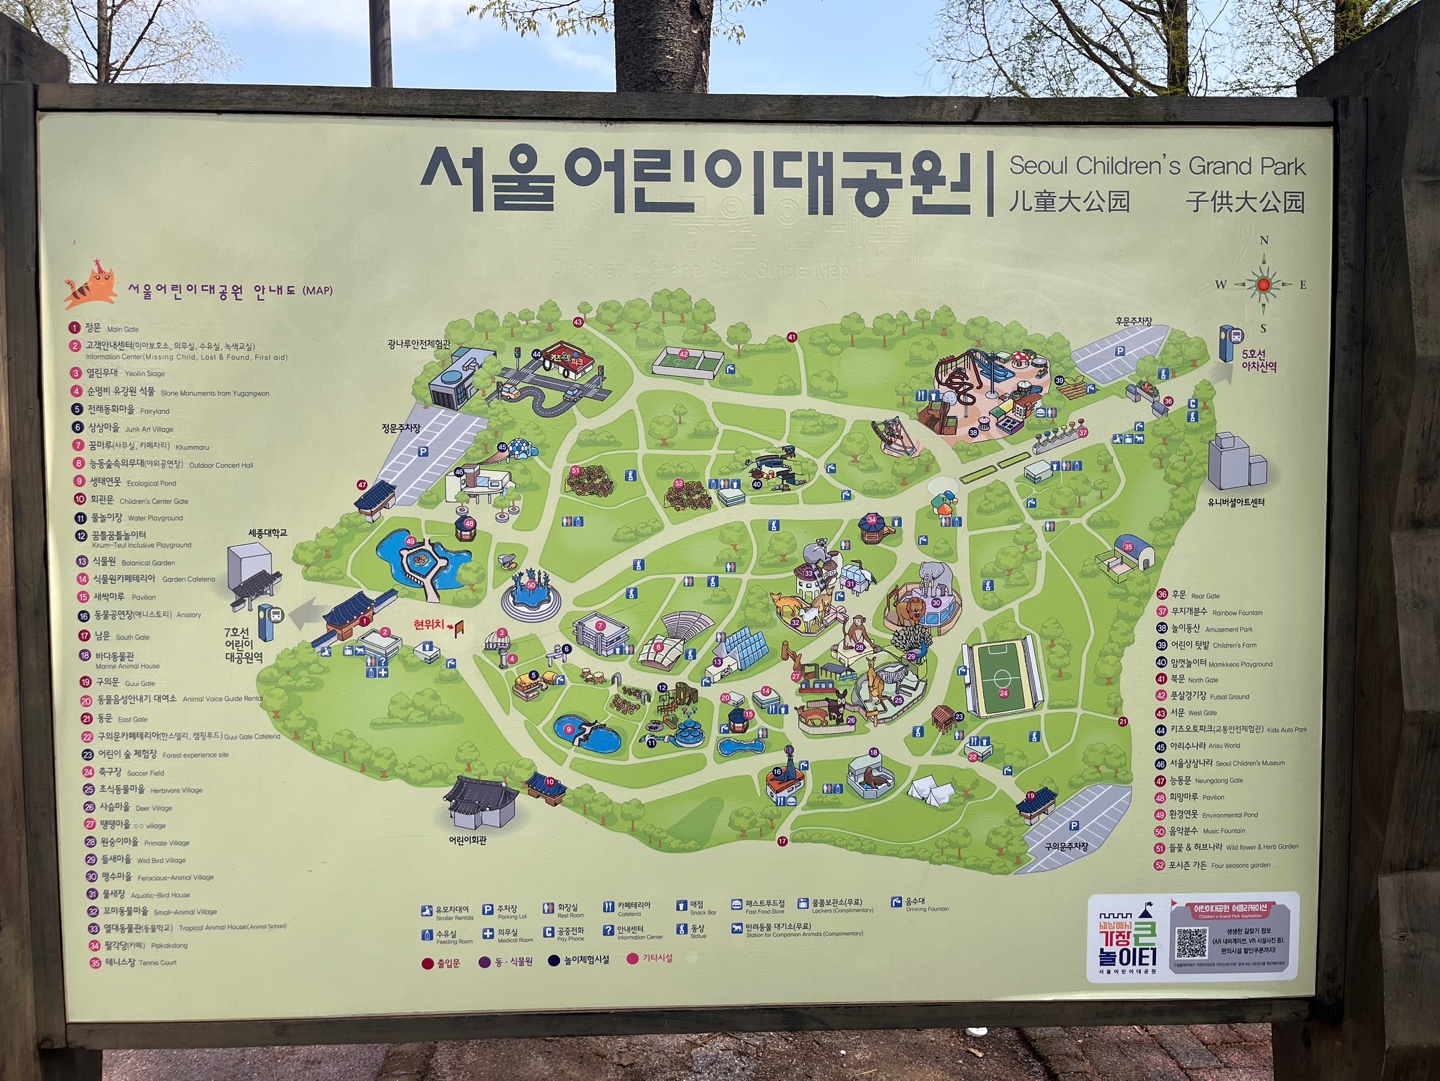 서울어린이대공원
Seoul Children's Grand Park
儿童大公园 子供大公园
서울어린이대공원 안내도 (MAP)
1 정문 Main Gate
2 고객안내센터(미아보호소, 의무실, 수유실, 녹색교실)
Information Center(Missing Child, Lost & Found, First aid)
3 열린무대 Yeollin Stage
4 순명비 유강원 석물 Stone Monuments from Yugangwon
5 전래동화마을 Fairyland
6 상상마을 Junk Art Village
7 꿈마루(사무실, 카페자리) Kkummaru
8 능동숲속의무대(야외공연장) Outdoor Concert Hall
9 생태연못 Ecological Pond
10 회관문 Children's Center Gate
11 물놀이장 Water Playground
12 꿈틀꿈틀놀이터
Kkum-Teul Inclusive Playground
13 식물원 Botanical Garden
14 식물원카페테리아 Garden Cafeteria
15 새싹마루 Pavilion
16 동물공연장(애니스토리) Anistory
17 남문 South Gate
18 바다동물관
Marine Animal House
19 구의문 Guui Gate
20 동물음성안내기 대여소 Animal Voice Guide Rental
21 동문 East Gate
22 구의문카페테리아(한스델리, 캠핑푸드) Guui Gate Cafeteria
23 어린이 숲 체험장 Forest experience site
24 축구장 Soccer Field
25 초식동물마을 Herbivore Village
26 사슴마을 Deer Village
27 땡땡마을 ㅇㅇ village
28 원숭이마을 Primate Village
29 들새마을 Wild Bird Village
30 맹수마을 Ferocious-Animal Village
31 물새장 Aquatic-Bird House
32 꼬마동물마을 Small-Animal Village
33 열대동물관(동물학교) Tropical Animal House (Animal School)
34 팔각당(카페) Palkakdang
35 테니스장 Tennis Court
36 후문 Rear Gate
37 무지개분수 Rainbow Fountain
38 놀이동산 Amusement Park
39 어린이 텃밭 Children's Farm
40 맘껏놀이터 Mamkkeos Playground
41 북문 North Gate
42 풋살경기장 Futsal Ground
43 서문 West Gate
44 키즈오토파크(교통안전체험관) Kids Auto Park
45 아리수나라 Arisu World
46 서울상상나라 Seoul Children's Museum
47 능동문 Neungdong Gate
48 희망마루 Pavilion
49 환경연못 Environmental Pond
50 음악분수 Music Fountain
51 들꽃 & 허브나라 Wild flower & Herb Garden
52 포시즌 가든 Four seasons garden
N
W E
S
광나루안전체험관
정문주차장
후문주차장
5호선
아차산역
유니버설아트센터
세종대학교
7호선
어린이
대공원역
현위치
어린이회관
구의문주차장
유모차대여 Stroller Rentals
주차장 Parking Lot
화장실 Rest Room
카페테리아 Cafeteria
매점 Snack Bar
패스트푸드점 Fast Food Store
물품보관소(무료) Lockers (Complimentary)
음수대 Drinking Fountain
수유실 Feeding Room
의무실 Medical Room
공중전화 Pay Phone
안내센터 Information Center
동상 Statue
반려동물 대기소(무료) Station for Companion Animals (Complimentary)
출입문 동·식물원 놀이체험시설 기타시설
세상에서
가장 큰
놀이터
서울어린이대공원
어린이대공원 어플리케이션
Children's Grand Park Application
생생한 길찾기 정보
(AR 내비게이션, VR 시설사진 등),
편의시설 할인쿠폰까지!